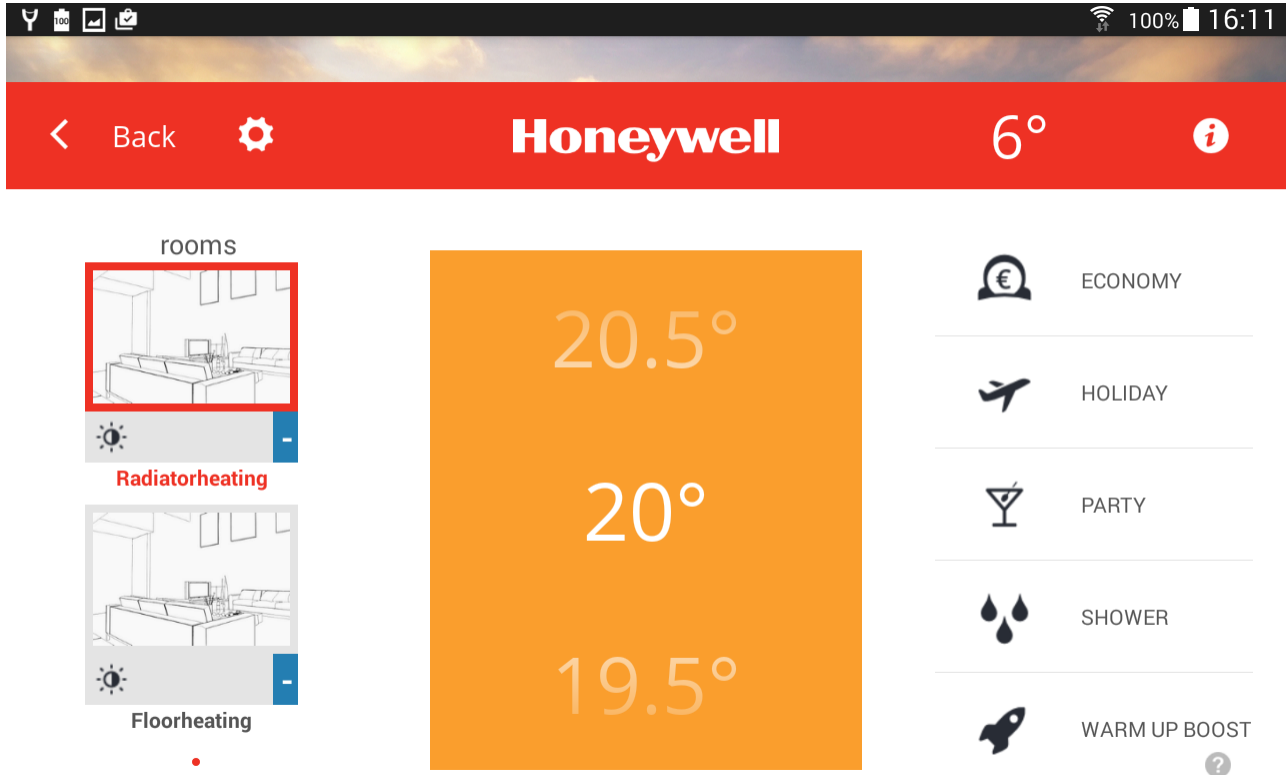 100
100% 16:11
Back
Honeywell
6°
i
rooms
-
Radiatorheating
-
Floorheating
20.5°
20°
19.5°
€ ECONOMY
HOLIDAY
PARTY
SHOWER
WARM UP BOOST
?